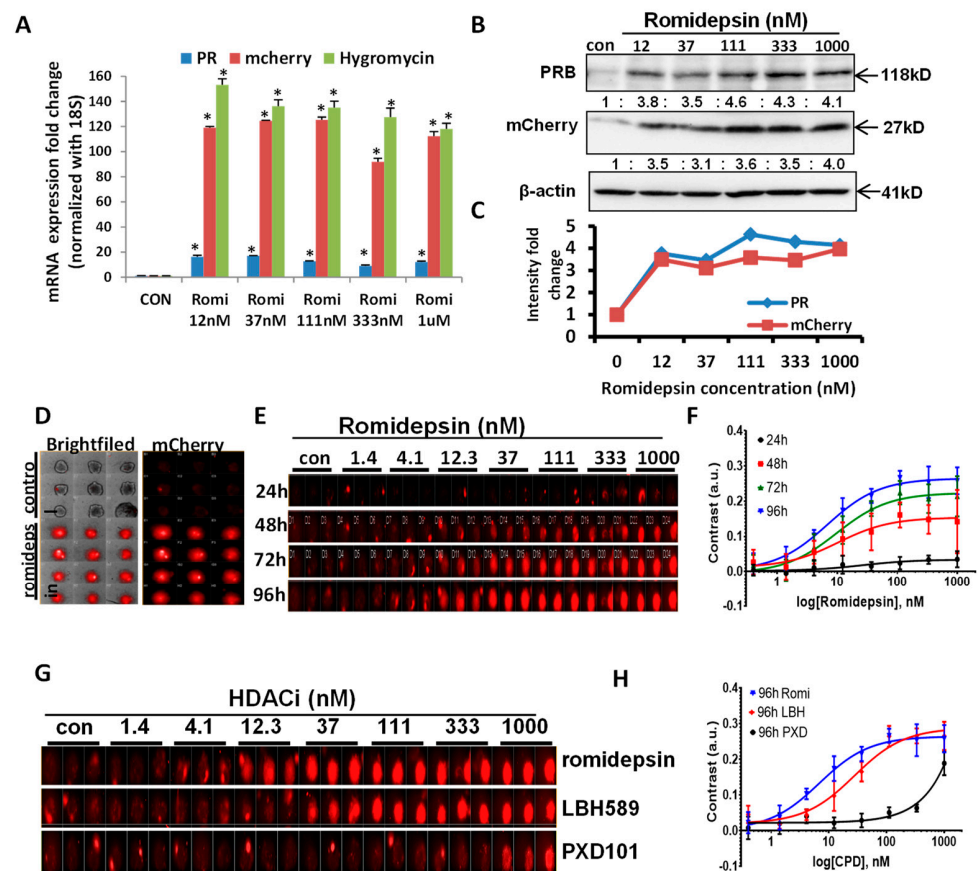 A
PR mcherry Hygromycin
mRNA expression fold change
(normalized with 18S)
160
140
120
100
80
60
40
20
0
* * *
* * *
* * *
* * *
* * *
CON Romi Romi Romi Romi Romi
12nM 37nM 111nM 333nM 1uM
B
Romidepsin (nM)
con 12 37 111 333 1000
PRB 118kD
1 : 3.8 : 3.5 : 4.6 : 4.3 : 4.1
mCherry 27kD
1 : 3.5 : 3.1 : 3.6 : 3.5 : 4.0
β-actin 41kD
C
Intensity fold
change
5
4
3
2
1
0
PR
mCherry
0 12 37 111 333 1000
Romidepsin concentration (nM)
D
Brightfiled mCherry
contro
romideps
in
E
Romidepsin (nM)
con 1.4 4.1 12.3 37 111 333 1000
24h
48h
72h
96h
F
Contrast (a.u.)
0.4
0.3
0.2
0.1
0.0
-0.1
24h
48h
72h
96h
1 10 100 1000
log[Romidepsin], nM
G
HDACi (nM)
con 1.4 4.1 12.3 37 111 333 1000
romidepsin
LBH589
PXD101
H
Contrast (a.u.)
0.4
0.3
0.2
0.1
0.0
-0.1
96h Romi
96h LBH
96h PXD
1 10 100 1000
log[CPD], nM